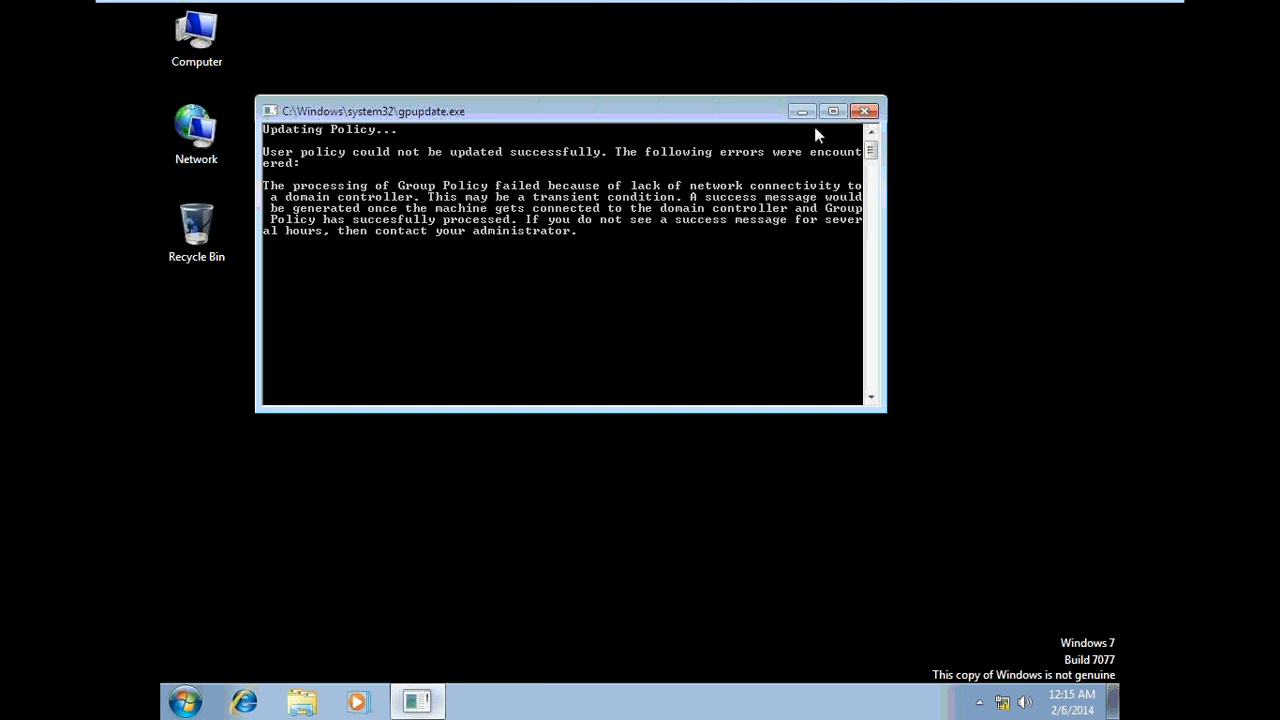 Computer
Network
Recycle Bin
C:\Windows\system32\gpupdate.exe
Updating Policy...
User policy could not be updated successfully. The following errors were encount
ered:
The processing of Group Policy failed because of lack of network connectivity to
a domain controller. This may be a transient condition. A success message would
be generated once the machine gets connected to the domain controller and Group
Policy has succesfully processed. If you do not see a success message for sever
al hours, then contact your administrator.
Windows 7
Build 7077
This copy of Windows is not genuine
12:15 AM
2/6/2014